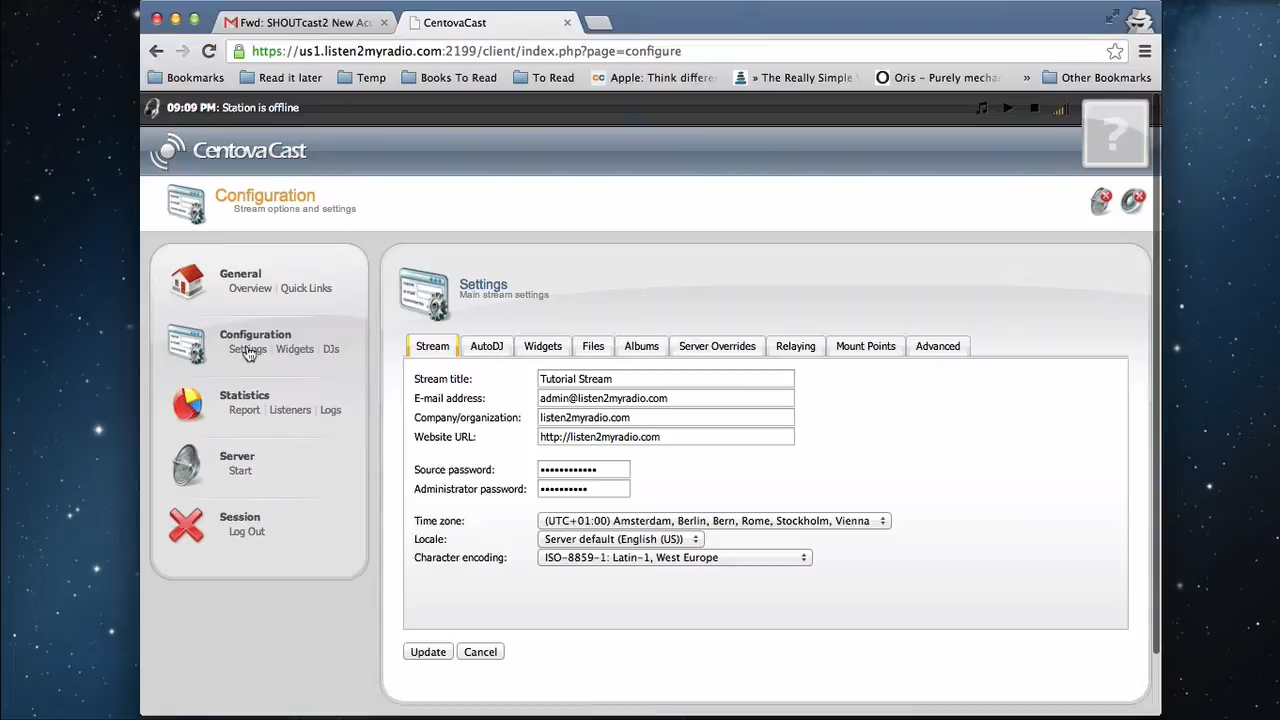 Fwd: SHOUTcast2 New Acc
CentovaCast
https://us1.listen2myradio.com:2199/client/index.php?page=configure
Bookmarks Read it later Temp Books To Read To Read Apple: Think differe » The Really Simple Oris – Purely mecha » Other Bookmarks
09:09 PM: Station is offline
CentovaCast
?
Configuration
Stream options and settings
General
Overview | Quick Links
Configuration
Settings | Widgets | DJs
Statistics
Report | Listeners | Logs
Server
Start
Session
Log Out
Settings
Main stream settings
Stream AutoDJ Widgets Files Albums Server Overrides Relaying Mount Points Advanced
Stream title: Tutorial Stream
E-mail address: admin@listen2myradio.com
Company/organization: listen2myradio.com
Website URL: http://listen2myradio.com
Source password: ••••••••••••
Administrator password: ••••••••••
Time zone: (UTC+01:00) Amsterdam, Berlin, Bern, Rome, Stockholm, Vienna
Locale: Server default (English (US))
Character encoding: ISO-8859-1: Latin-1, West Europe
Update Cancel